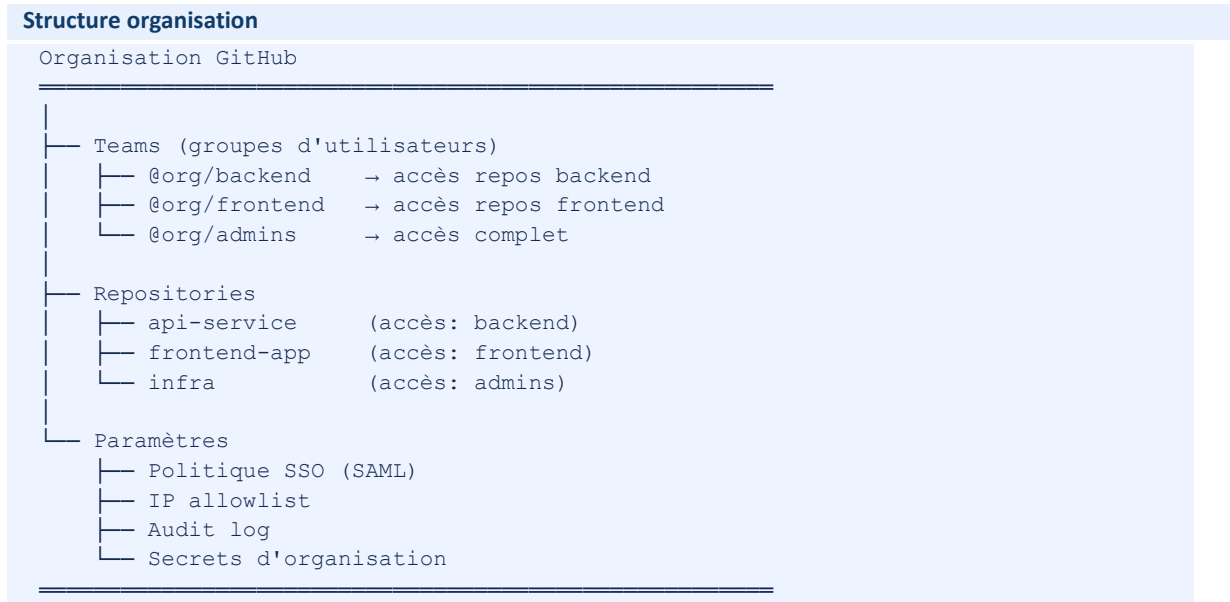 Structure organisation
Organisation GitHub
══════════════════════════════════════════════════════
│
├── Teams (groupes d'utilisateurs)
│   ├── @org/backend   → accès repos backend
│   ├── @org/frontend  → accès repos frontend
│   └── @org/admins    → accès complet
│
├── Repositories
│   ├── api-service     (accès: backend)
│   ├── frontend-app    (accès: frontend)
│   └── infra           (accès: admins)
│
└── Paramètres
    ├── Politique SSO (SAML)
    ├── IP allowlist
    ├── Audit log
    └── Secrets d'organisation
══════════════════════════════════════════════════════